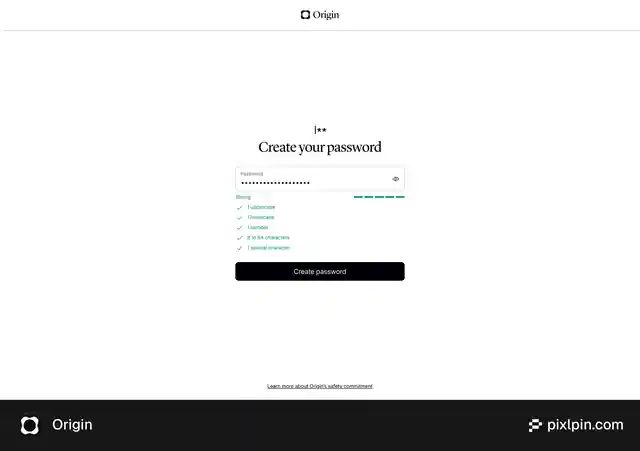 Origin
|**
Create your password
Password
•••••••••••••••••••
Strong
1 uppercase
1 lowercase
1 number
8 to 64 characters
1 special character
Create password
Learn more about Origin's safety commitment
Origin
pixlpin.com